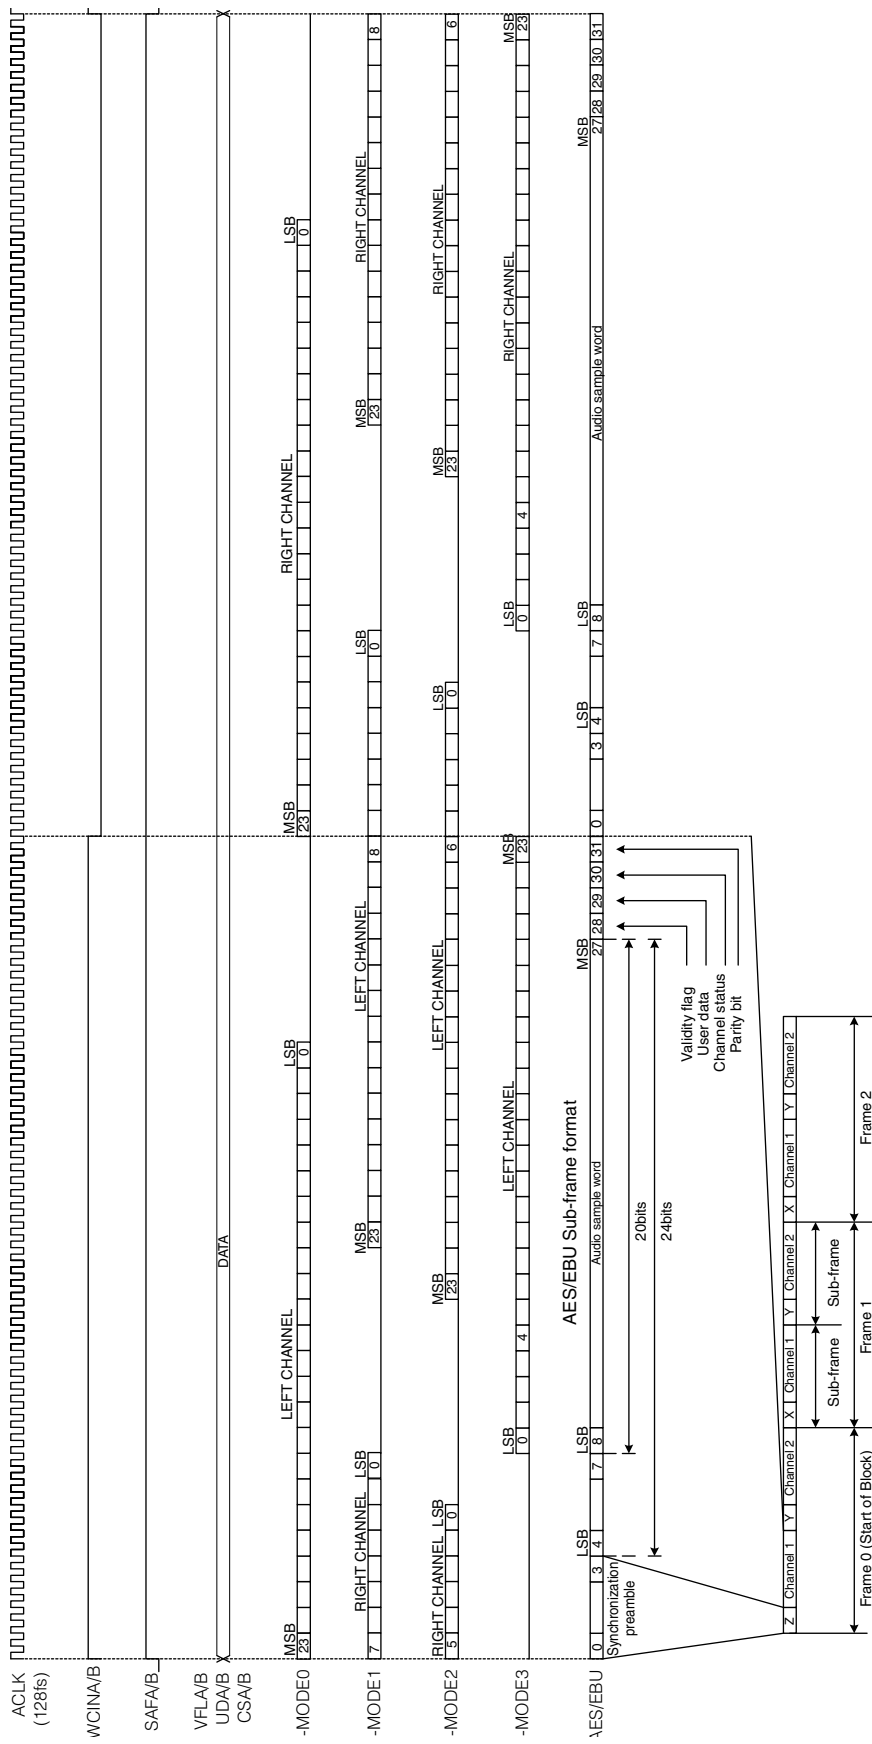 ACLK
(128fs)
WCINA/B
SAFA/B
VFLA/B
UDA/B
CSA/B
DATA
-MODE0
MSB
23
LEFT CHANNEL
LSB
0
MSB
23
RIGHT CHANNEL
LSB
0
-MODE1
7
RIGHT CHANNEL
LSB
0
MSB
23
LEFT CHANNEL
8
LSB
0
MSB
23
RIGHT CHANNEL
8
-MODE2
5
RIGHT CHANNEL
LSB
0
MSB
23
LEFT CHANNEL
6
LSB
0
MSB
23
RIGHT CHANNEL
6
-MODE3
LSB
0
4
LEFT CHANNEL
MSB
23
LSB
0
4
RIGHT CHANNEL
MSB
23
AES/EBU Sub-frame format
AES/EBU
LSB LSB MSB LSB LSB MSB
0 3 4 7 8 Audio sample word 27 28 29 30 31 0 3 4 7 8 Audio sample word 27 28 29 30 31
Synchronization
preamble
20bits
24bits
Validity flag
User data
Channel status
Parity bit
Z Channel 1 Y Channel 2 X Channel 1 Y Channel 2 X Channel 1 Y Channel 2
Sub-frame Sub-frame
Frame 0 (Start of Block) Frame 1 Frame 2